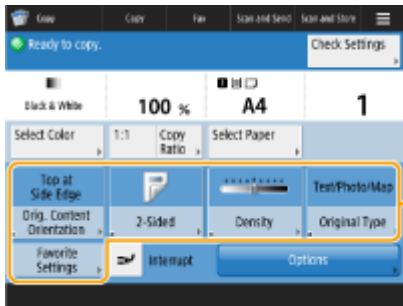 Copy Copy Fax Scan and Send Scan and Store
Ready to copy.
Check Settings
Black & White 100 % A4 1
Select Color 1:1 Copy Ratio Select Paper
Top at
Side Edge
Text/Photo/Map
Orig. Content
Orientation
2-Sided
Density
Original Type
Favorite
Settings
Interrupt
Options